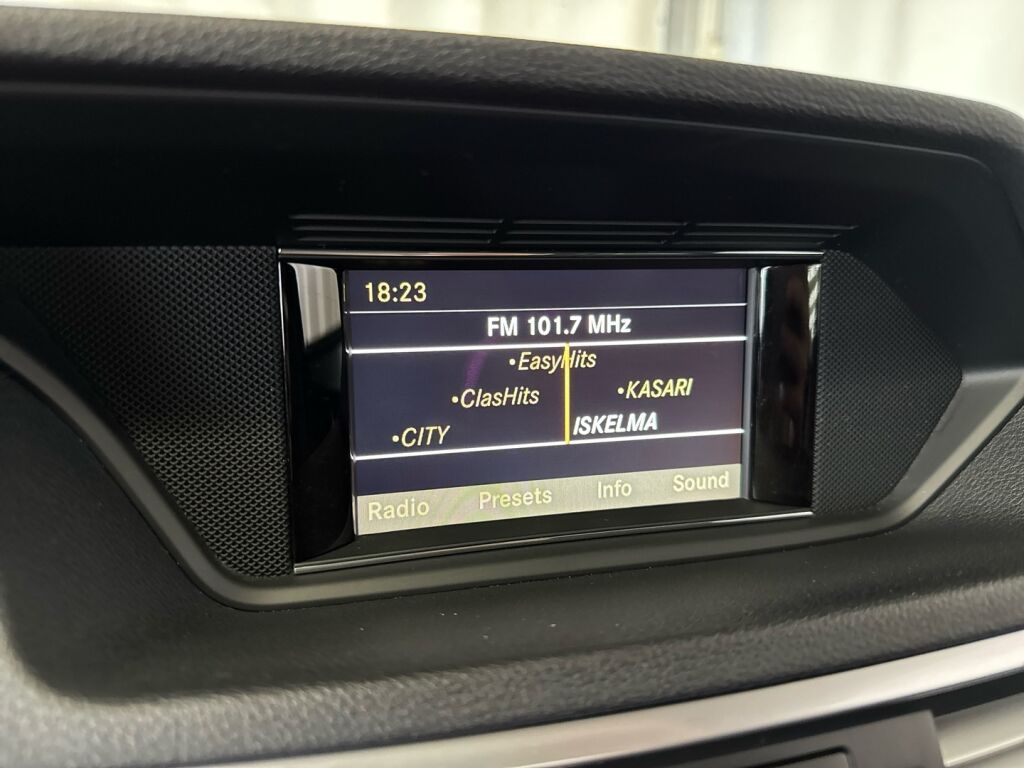 18:23
FM 101.7 MHz
•EasyHits
•ClasHits •KASARI
•CITY ISKELMA
Radio Presets Info Sound